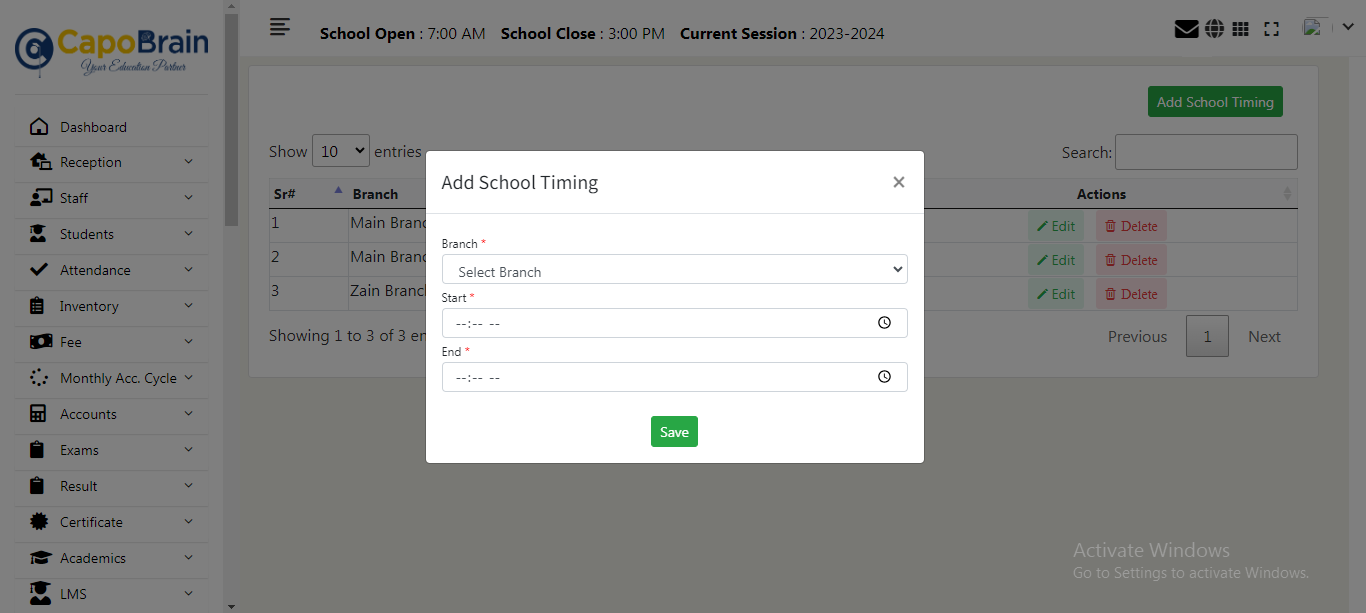 CapoBrain
Your Education Partner
School Open : 7:00 AM School Close : 3:00 PM Current Session : 2023-2024
Dashboard
Reception
Staff
Students
Attendance
Inventory
Fee
Monthly Acc. Cycle
Accounts
Exams
Result
Certificate
Academics
LMS
Add School Timing
Show 10 entries
Search:
Sr# Branch Actions
1 Main Branc Edit Delete
2 Main Branc Edit Delete
3 Zain Branc Edit Delete
Showing 1 to 3 of 3 en
Previous 1 Next
Add School Timing ×
Branch *
Select Branch
Start *
--:-- --
End *
--:-- --
Save
Activate Windows
Go to Settings to activate Windows.